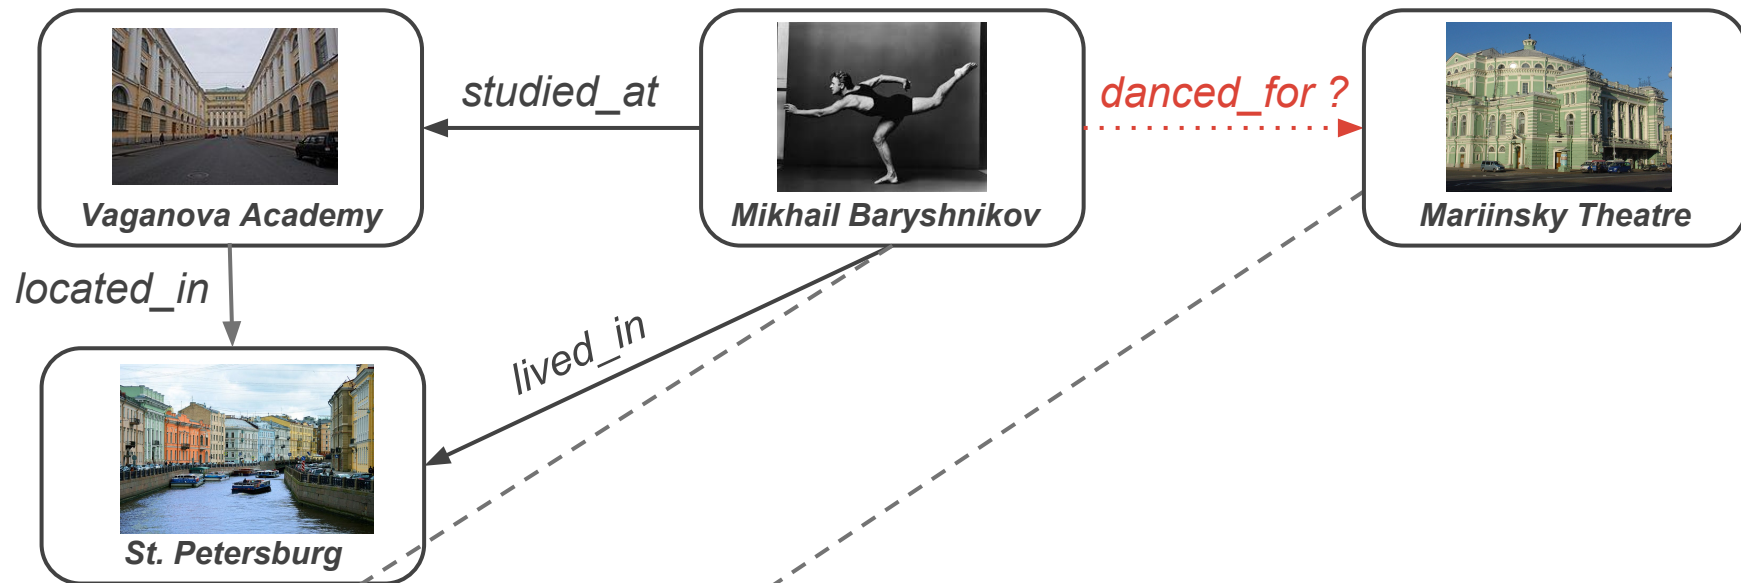 studied_at
danced_for ?
Vaganova Academy
Mikhail Baryshnikov
Mariinsky Theatre
located_in
lived_in
St. Petersburg